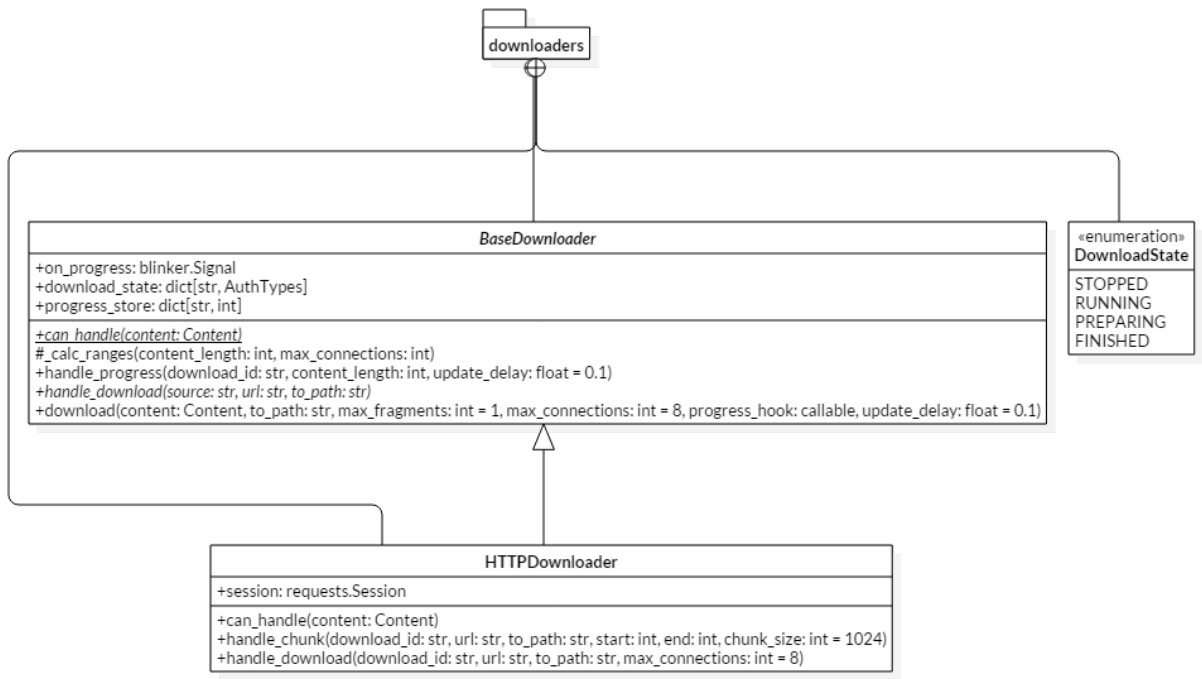 downloaders
BaseDownloader
+on_progress: blinker.Signal
+download_state: dict[str, AuthTypes]
+progress_store: dict[str, int]
+can_handle(content: Content)
#_calc_ranges(content_length: int, max_connections: int)
+handle_progress(download_id: str, content_length: int, update_delay: float = 0.1)
+handle_download(source: str, url: str, to_path: str)
+download(content: Content, to_path: str, max_fragments: int = 1, max_connections: int = 8, progress_hook: callable, update_delay: float = 0.1)
«enumeration»
DownloadState
STOPPED
RUNNING
PREPARING
FINISHED
HTTPDownloader
+session: requests.Session
+can_handle(content: Content)
+handle_chunk(download_id: str, url: str, to_path: str, start: int, end: int, chunk_size: int = 1024)
+handle_download(download_id: str, url: str, to_path: str, max_connections: int = 8)